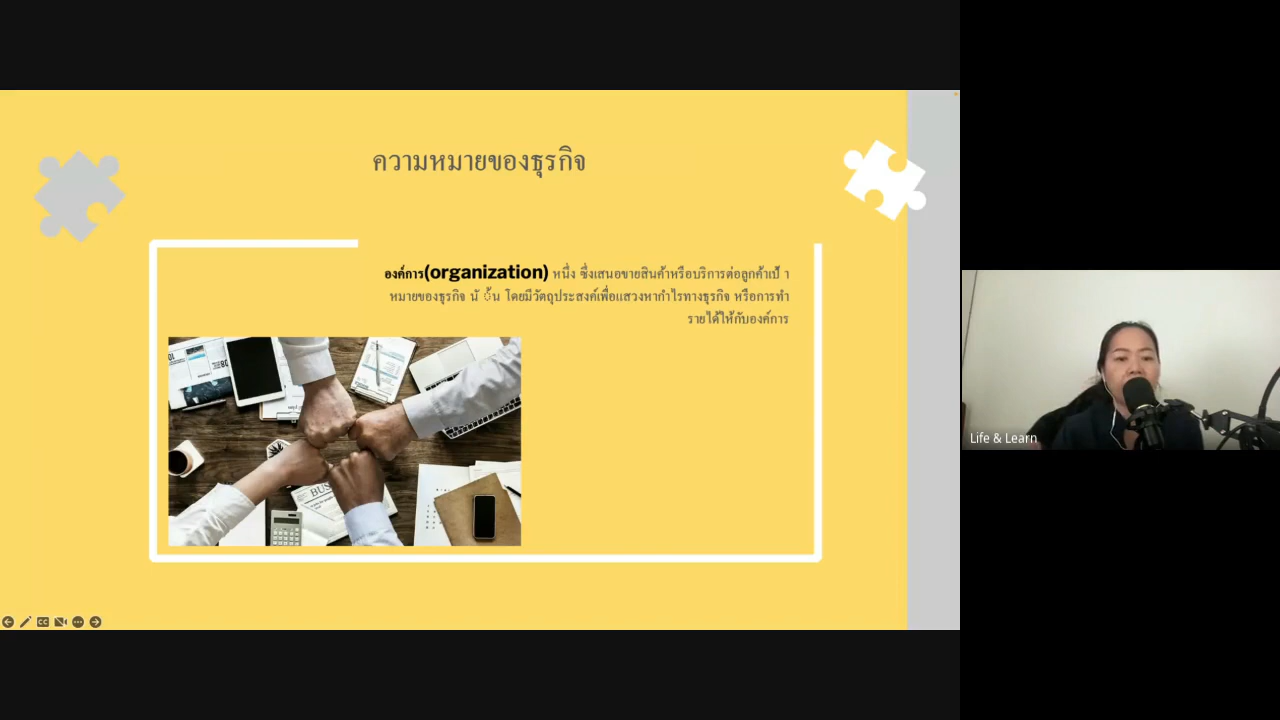 ความหมายของธุรกิจ
องค์การ(organization) หนึ่ง ซึ่งเสนอขายสินค้าหรือบริการต่อลูกค้าเป้ า
หมายของธุรกิจ นั ้น โดยมีวัตถุประสงค์เพื่อแสวงหากำไรทางธุรกิจ หรือการทำ
รายได้ให้กับองค์การ
BUS
Life & Learn